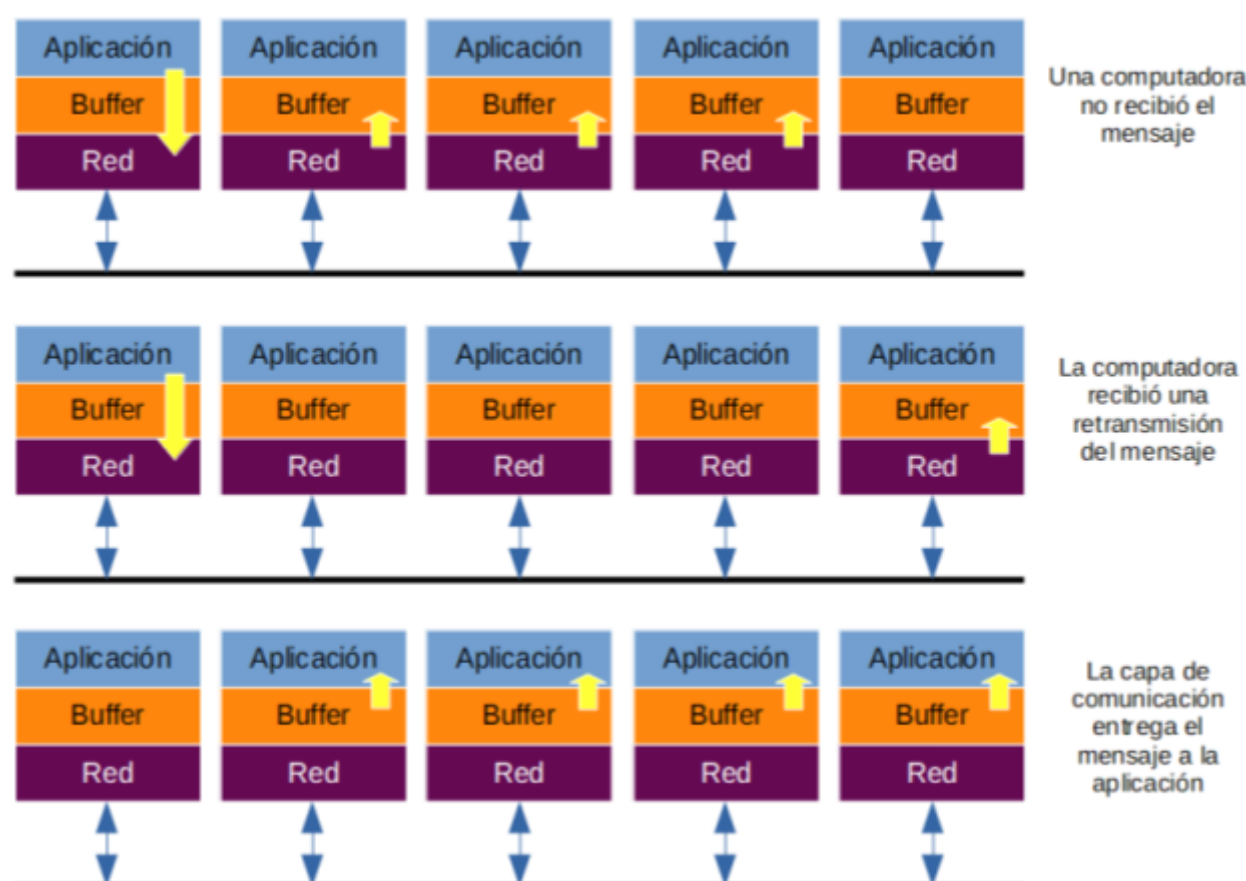 Aplicación Aplicación Aplicación Aplicación Aplicación
Buffer Buffer Buffer Buffer Buffer
Red Red Red Red Red
Una computadora
no recibió el
mensaje
Aplicación Aplicación Aplicación Aplicación Aplicación
Buffer Buffer Buffer Buffer Buffer
Red Red Red Red Red
La computadora
recibió una
retransmisión
del mensaje
Aplicación Aplicación Aplicación Aplicación Aplicación
Buffer Buffer Buffer Buffer Buffer
Red Red Red Red Red
La capa de
comunicación
entrega el
mensaje a la
aplicación